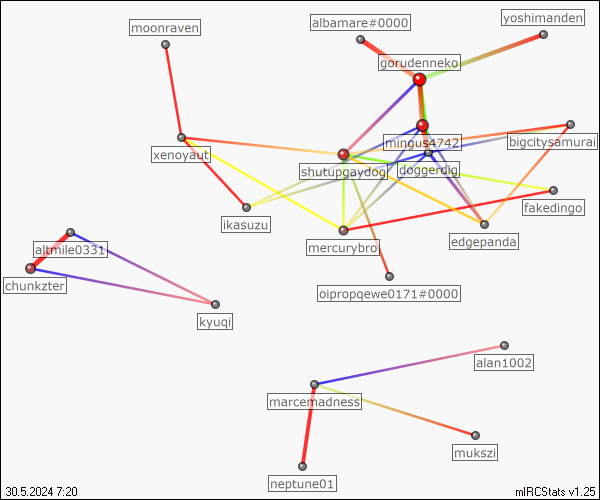 moonraven
albamare#0000
yoshimanden
gorudenneko
mingus4742
bigcitysamurai
xenoyaut
shutupgaydog
doggerdig
ikasuzu
fakedingo
mercurybro
edgepanda
altmile0331
chunkzter
oipropqewe0171#0000
kyuqi
alan1002
marcemadness
mukszi
neptune01
30.5.2024 7:20
mIRCStats v1.25